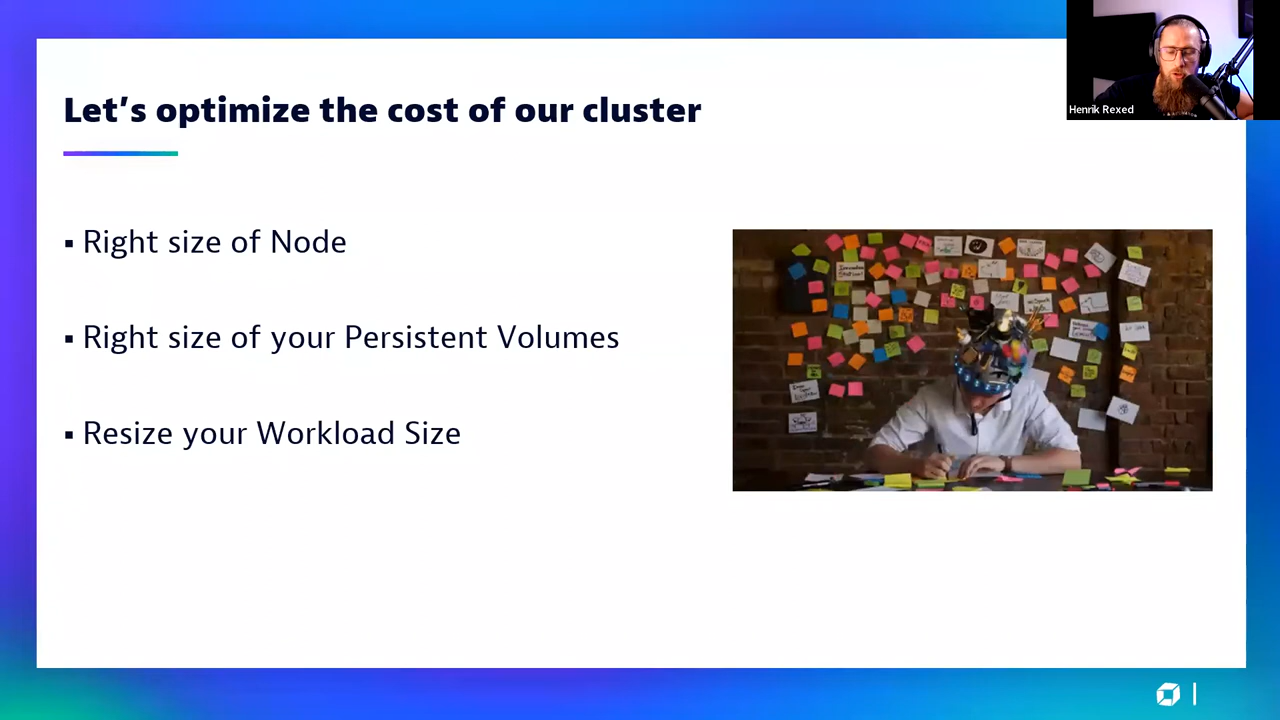 Let's optimize the cost of our cluster
Henrik Rexed
▪ Right size of Node
▪ Right size of your Persistent Volumes
▪ Resize your Workload Size